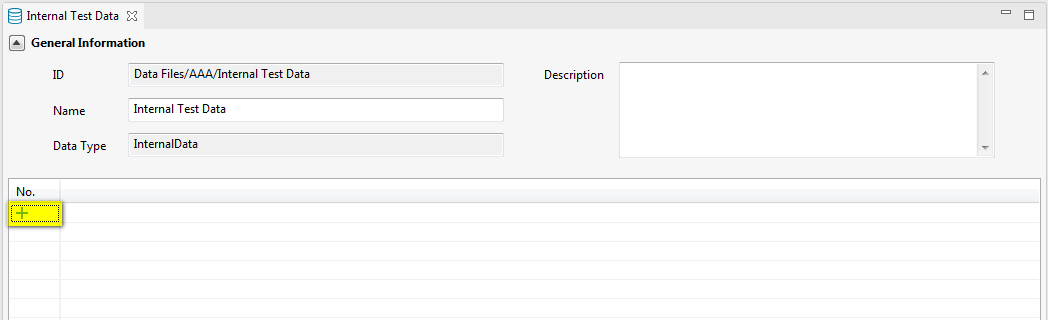 Internal Test Data
General Information
ID
Data Files/AAA/Internal Test Data
Description
Name
Internal Test Data
Data Type
InternalData
No.